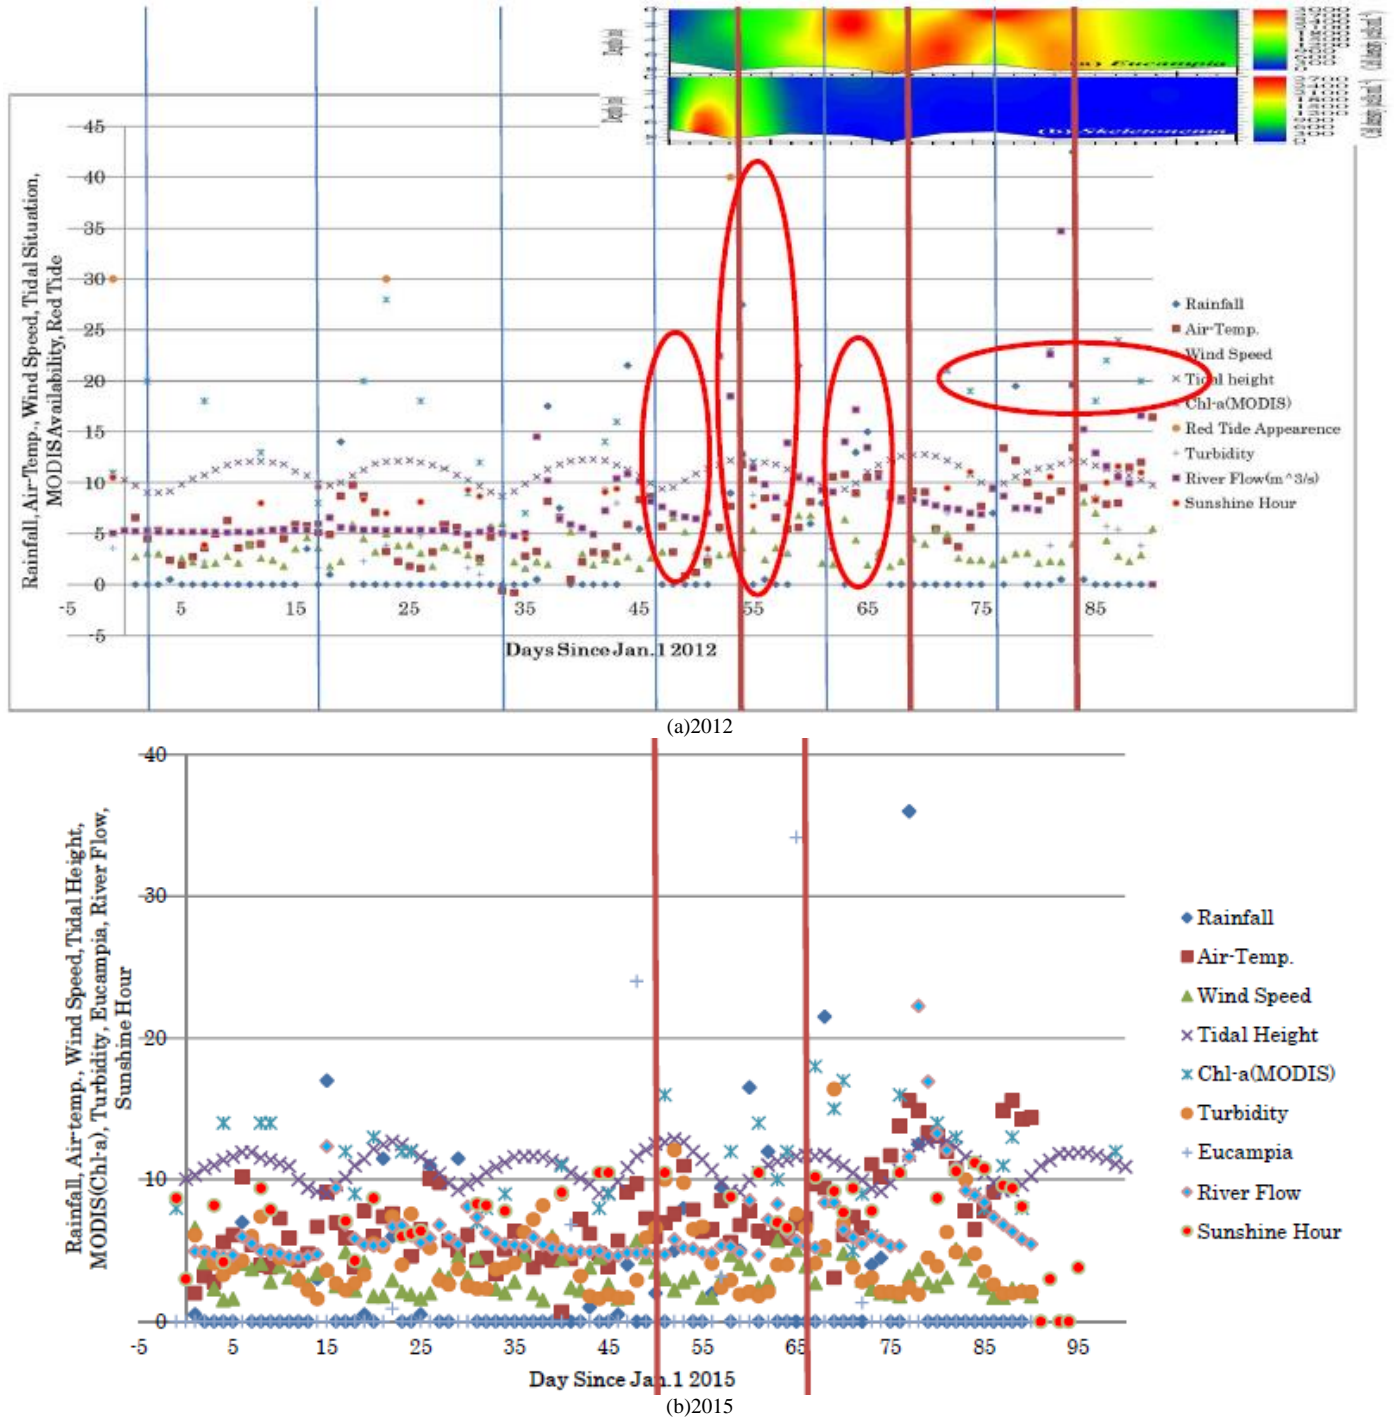 Depth (m)
(a) Eucampia
Depth (m)
(b) Skeletonema
Rainfall, Air-Temp., Wind Speed, Tidal Situation,
MODIS Availability, Red Tide
45
40
35
30
25
20
15
10
5
0
-5
-5 5 15 25 35 45 55 65 75 85
Days Since Jan.1 2012
Rainfall
Air-Temp.
Wind Speed
Tidal height
Chl-a(MODIS)
Red Tide Appearence
Turbidity
River Flow(m^3/s)
Sunshine Hour
(a)2012
Rainfall, Air-temp., Wind Speed, Tidal Height,
MODIS(Chl-a), Turbidity, Eucampia, River Flow,
Sunshine Hour
40
30
20
10
0
-5 5 15 25 35 45 55 65 75 85 95
Day Since Jan.1 2015
Rainfall
Air-Temp.
Wind Speed
Tidal Height
Chl-a(MODIS)
Turbidity
Eucampia
River Flow
Sunshine Hour
(b)2015